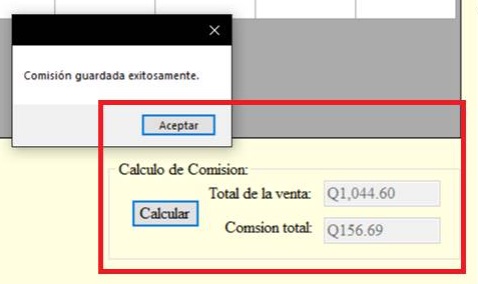 Comisión guardada exitosamente.
Aceptar
Calculo de Comision:
Total de la venta: Q1,044.60
Calcular
Comsion total: Q156.69